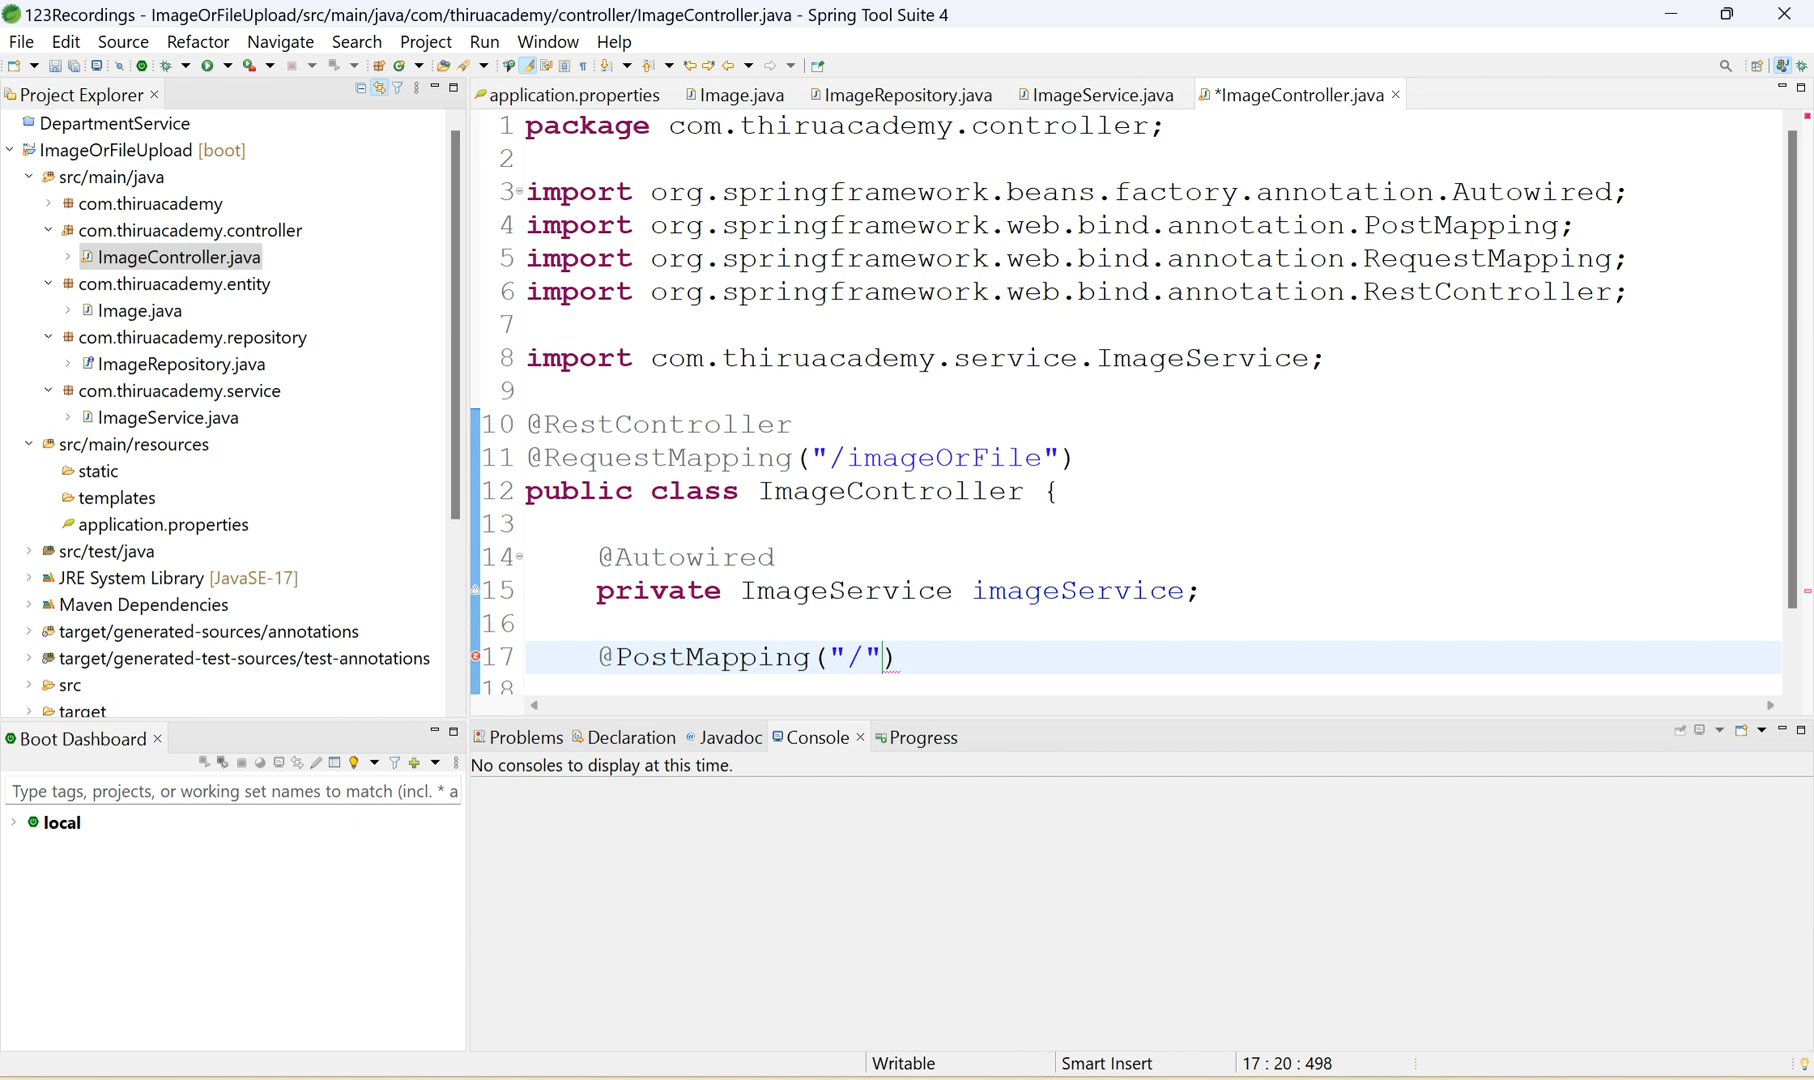 123Recordings - ImageOrFileUpload/src/main/java/com/thiruacademy/controller/ImageController.java - Spring Tool Suite 4
File Edit Source Refactor Navigate Search Project Run Window Help
Project Explorer
application.properties Image.java ImageRepository.java ImageService.java *ImageController.java
DepartmentService
ImageOrFileUpload [boot]
src/main/java
com.thiruacademy
com.thiruacademy.controller
ImageController.java
com.thiruacademy.entity
Image.java
com.thiruacademy.repository
ImageRepository.java
com.thiruacademy.service
ImageService.java
src/main/resources
static
templates
application.properties
src/test/java
JRE System Library [JavaSE-17]
Maven Dependencies
target/generated-sources/annotations
target/generated-test-sources/test-annotations
src
target
1 package com.thiruacademy.controller;
2
3 import org.springframework.beans.factory.annotation.Autowired;
4 import org.springframework.web.bind.annotation.PostMapping;
5 import org.springframework.web.bind.annotation.RequestMapping;
6 import org.springframework.web.bind.annotation.RestController;
7
8 import com.thiruacademy.service.ImageService;
9
10 @RestController
11 @RequestMapping("/imageOrFile")
12 public class ImageController {
13
14 @Autowired
15 private ImageService imageService;
16
17 @PostMapping("/")
18
Boot Dashboard
Type tags, projects, or working set names to match (incl. * a
local
Problems Declaration Javadoc Console Progress
No consoles to display at this time.
Writable Smart Insert 17 : 20 : 498